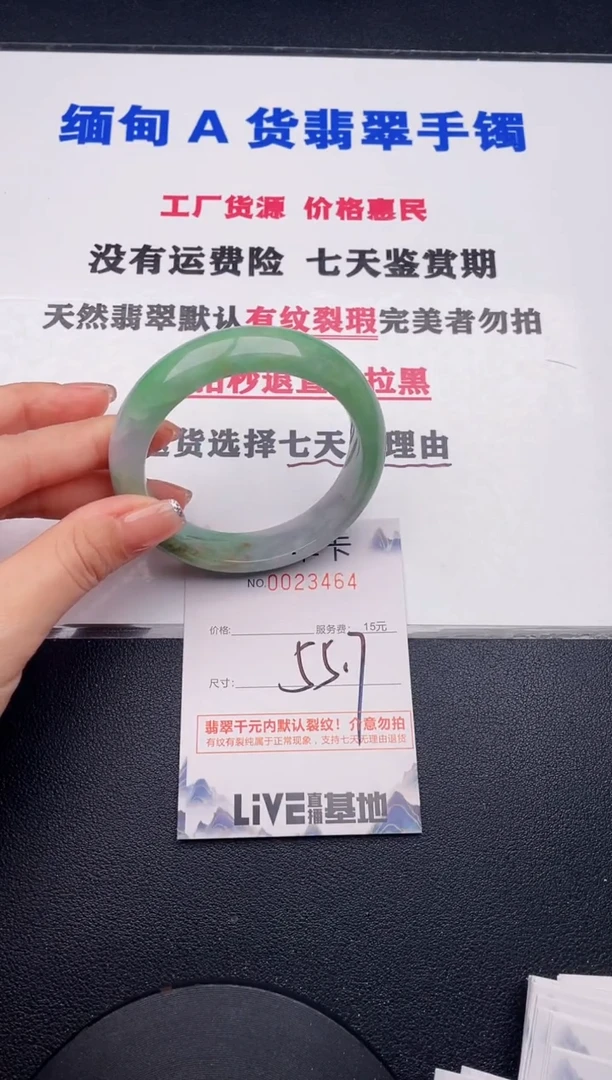 缅甸A货翡翠手镯
工厂货源 价格惠民
没有运费险 七天鉴赏期
天然翡翠默认有纹裂瑕完美者勿拍
秒退 拉黑
货选择七天 理由
卡
NO.0023464
价格: 服务费: 15元
尺寸: 55.7
翡翠千元内默认裂纹！介意勿拍
有纹有裂纯属于正常现象，支持七天无理由退货
LiVE直播基地